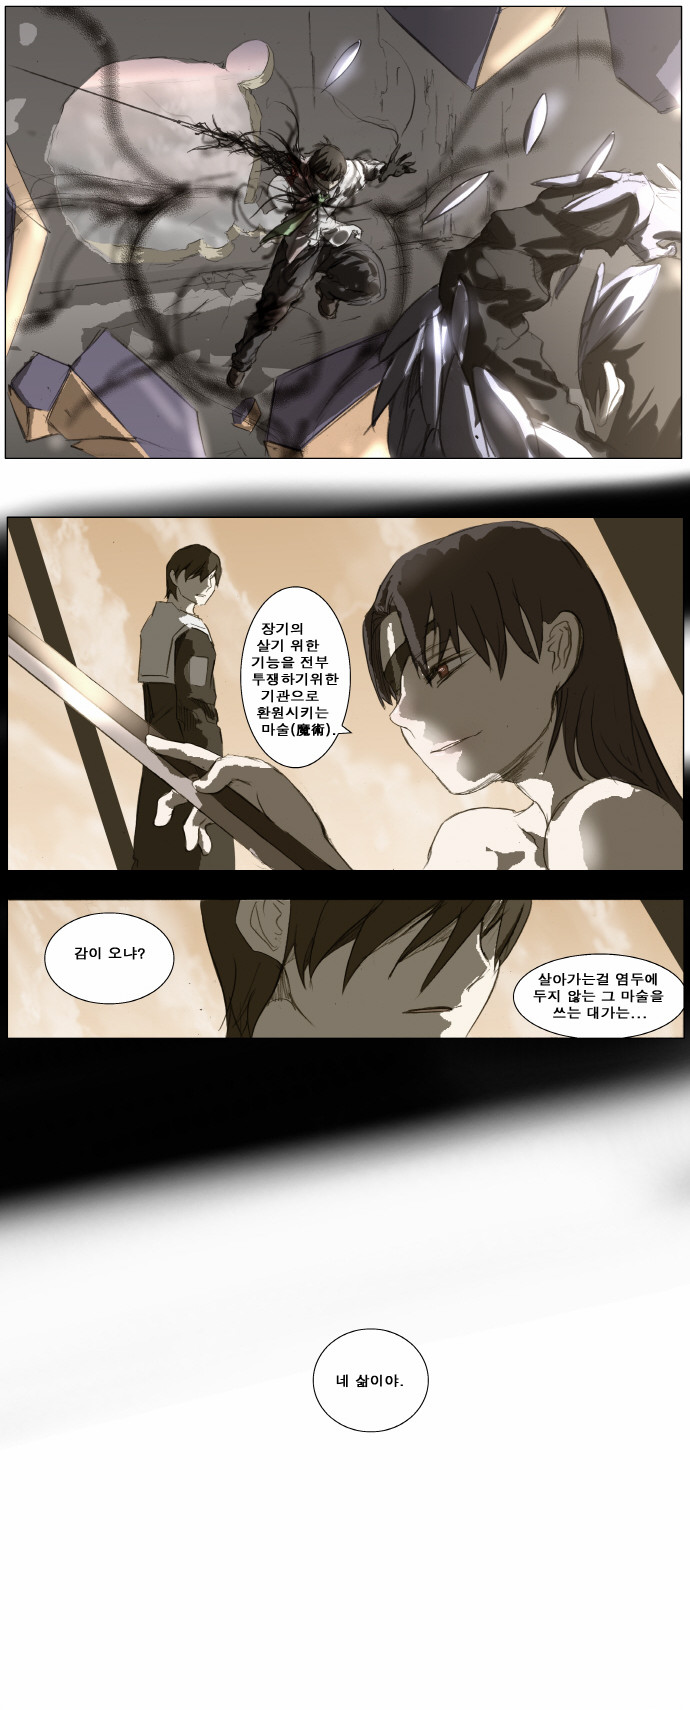 장기의
살기 위한
기능을 전부
투쟁하기위한
기관으로
환원시키는
마술(魔術).
감이 오냐?
살아가는걸 염두에
두지 않는 그 마술을
쓰는 대가는...
네 삶이야.